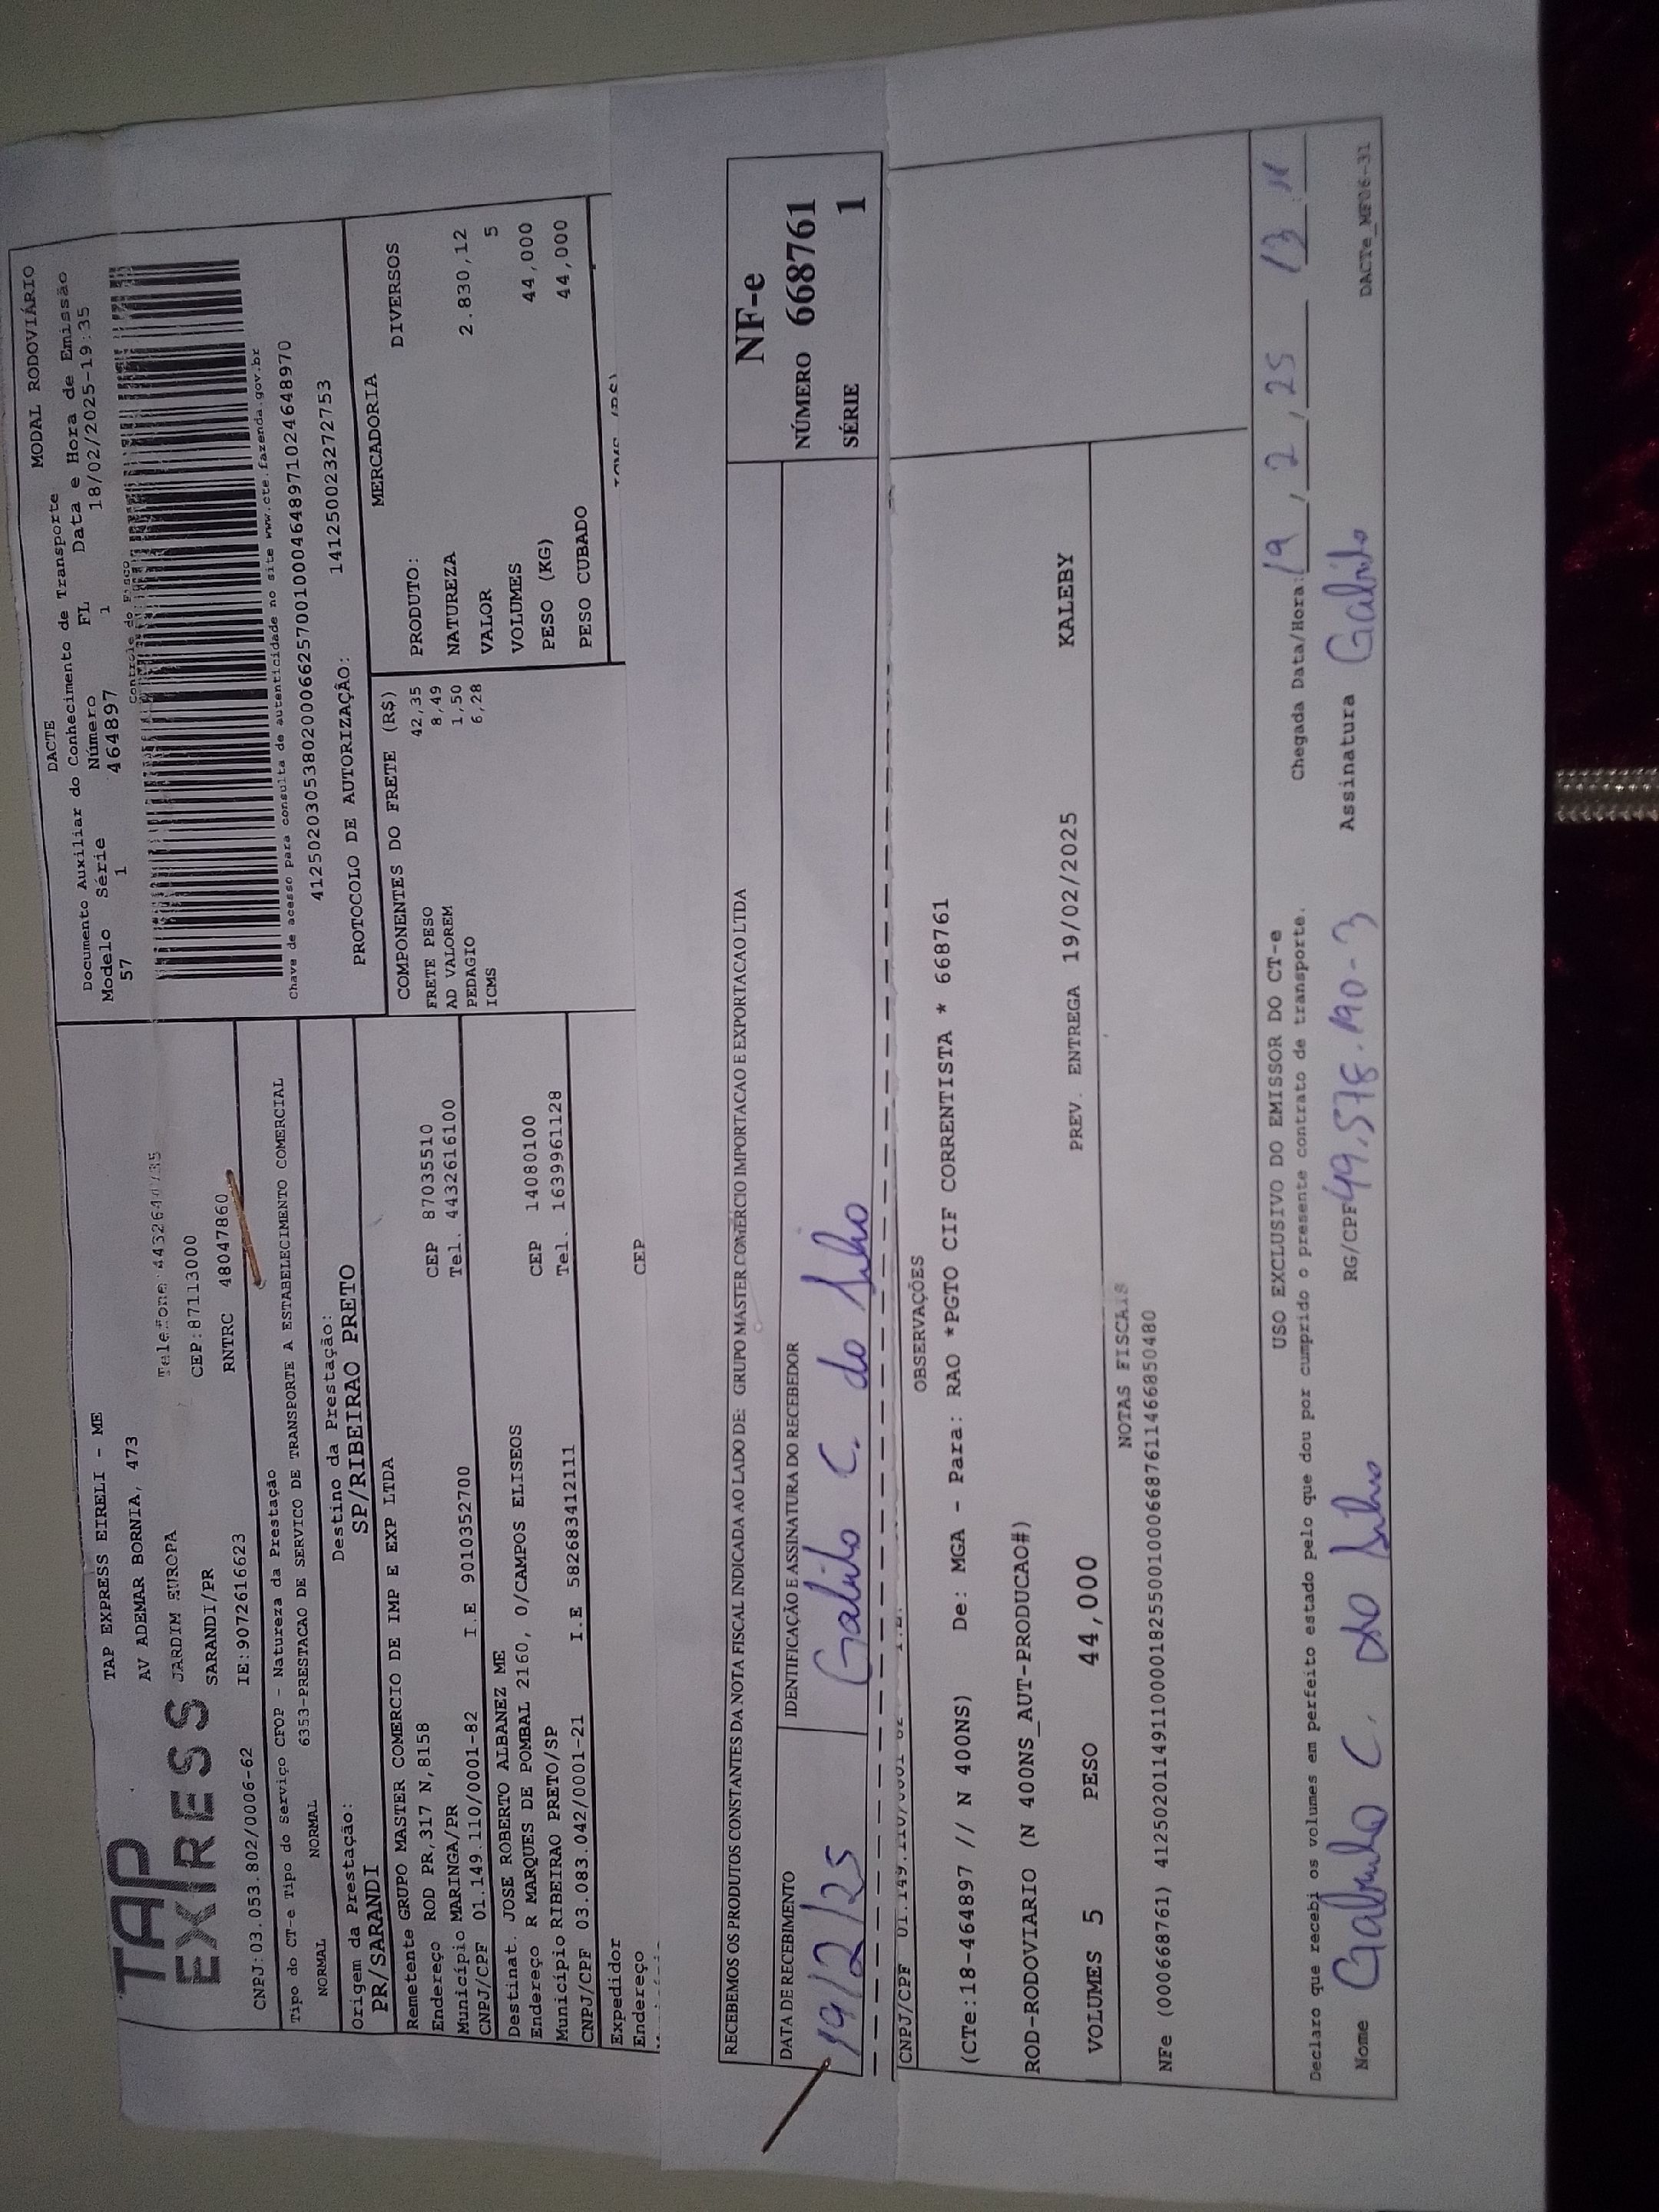 TAP
EXPRESS
TAP EXPRESS EIRELI - ME
AV ADEMAR BORNIA, 473
JARDIM EUROPA
SARANDI/PR
CEP:87113000
CNPJ:03.053.802/0006-62
IE:9072616623
RNTRC 48047860
DACTE
MODAL RODOVIÁRIO
Documento Auxiliar do Conhecimento de Transporte
Modelo Série Número FL Data e Hora de Emissão
57 1 464897 1 18/02/2025-19:35
Controle do Fisco
Chave de acesso para consulta de autenticidade no site www.cte.fazenda.gov.br
41250203053802000662570010004648971024648970
PROTOCOLO DE AUTORIZAÇÃO:
141250023272753
Tipo do CT-e Tipo do Serviço CFOP - Natureza da Prestação
NORMAL NORMAL 6353-PRESTACAO DE SERVICO DE TRANSPORTE A ESTABELECIMENTO COMERCIAL
Origem da Prestação: Destino da Prestação:
PR/SARANDI SP/RIBEIRAO PRETO
Remetente GRUPO MASTER COMERCIO DE IMP E EXP LTDA
Endereço ROD PR,317 N,8158 CEP 87035510
Município MARINGA/PR Tel. 4432616100
CNPJ/CPF 01.149.110/0001-82 I.E 9010352700
Destinat. JOSE ROBERTO ALBANEZ ME
Endereço R MARQUES DE POMBAL 2160, 0/CAMPOS ELISEOS CEP 14080100
Município RIBEIRAO PRETO/SP Tel. 1639961128
CNPJ/CPF 03.083.042/0001-21 I.E 582683412111
Expedidor
Endereço CEP
COMPONENTES DO FRETE (R$)
FRETE PESO 42,35
AD VALOREM 8,49
PEDAGIO 1,50
ICMS 6,28
MERCADORIA
PRODUTO: DIVERSOS
NATUREZA
VALOR 2.830,12
VOLUMES 5
PESO (KG) 44,000
PESO CUBADO 44,000
RECEBEMOS OS PRODUTOS CONSTANTES DA NOTA FISCAL INDICADA AO LADO DE: GRUPO MASTER COMERCIO IMPORTACAO E EXPORTACAO LTDA
DATA DE RECEBIMENTO
19/2/25
IDENTIFICAÇÃO E ASSINATURA DO RECEBEDOR
NF-e
NÚMERO 668761
SÉRIE 1
CNPJ/CPF 01.149.110/0001-82
OBSERVAÇÕES
(CTe:18-464897 // N 400NS) De: MGA - Para: RAO *PGTO CIF CORRENTISTA * 668761
ROD-RODOVIARIO (N 400NS_AUT-PRODUCAO#)
PREV. ENTREGA 19/02/2025 KALEBY
VOLUMES 5 PESO 44,000
NOTAS FISCAIS
NFe (000668761) 41250201149110000182550010006687611466850480
USO EXCLUSIVO DO EMISSOR DO CT-e
Declaro que recebi os volumes em perfeito estado pelo que dou por cumprido o presente contrato de transporte.
Chegada Data/Hora: 19, 2, 25 13
Nome
RG/CPF 49.578.190-3
Assinatura
DACTe_MF06-31